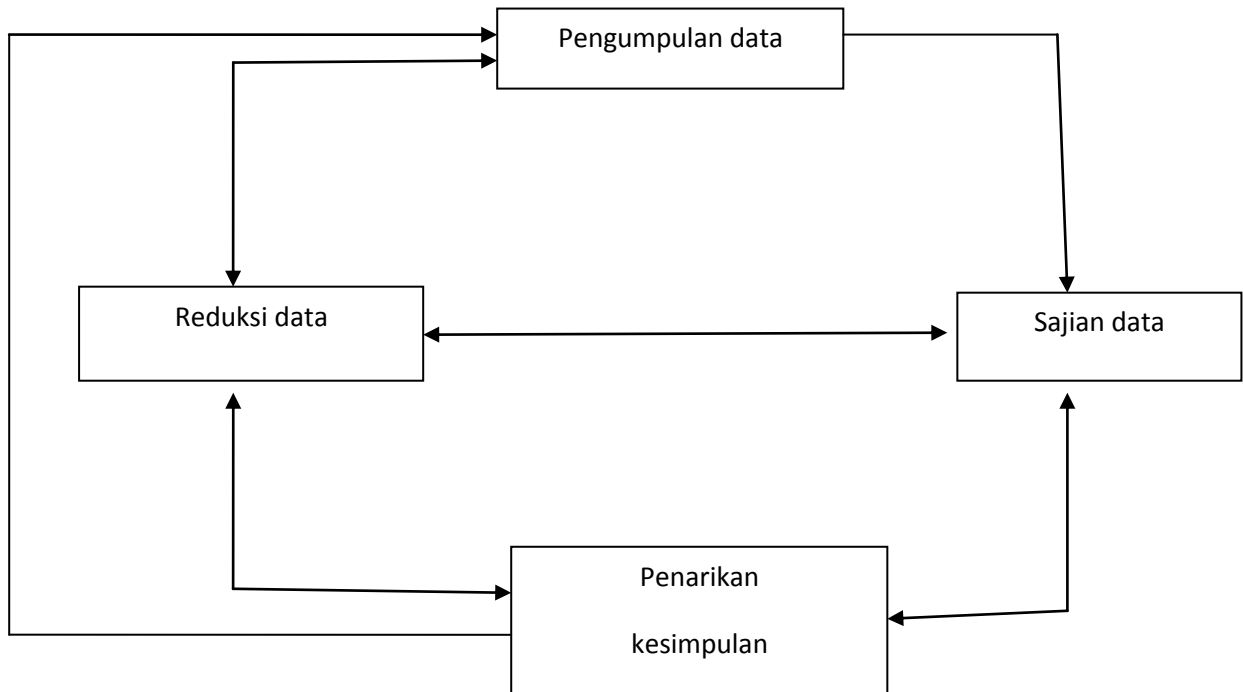 Pengumpulan data
Reduksi data
Sajian data
Penarikan
kesimpulan